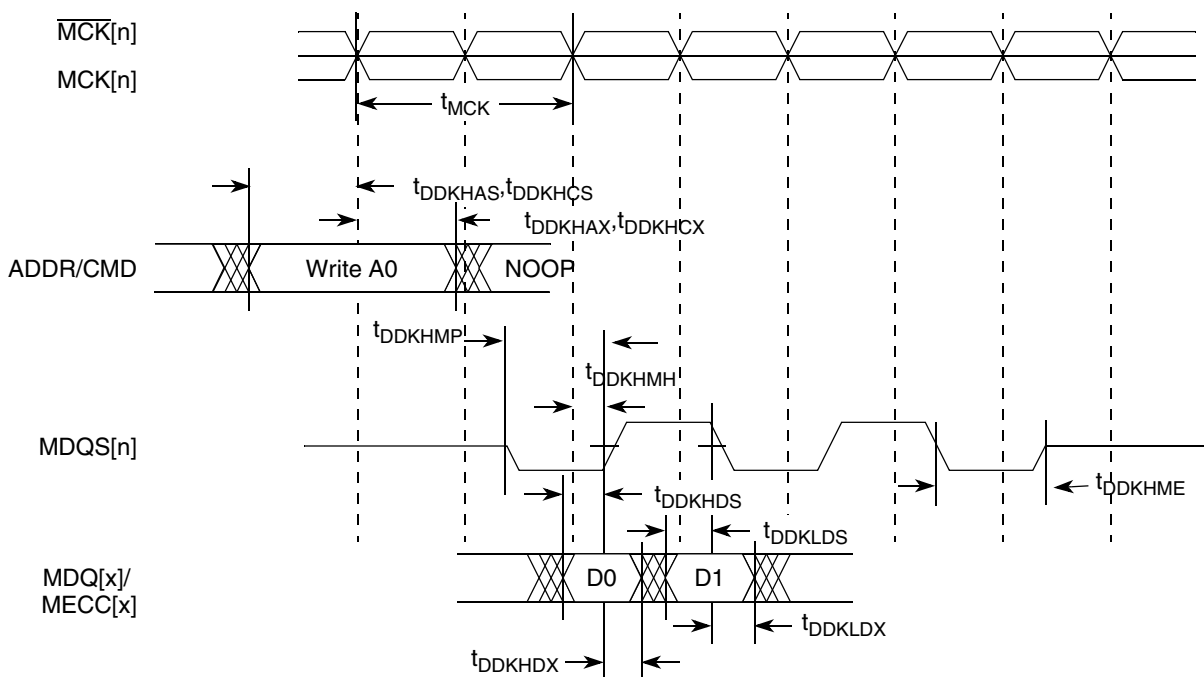 MCK[n]
MCK[n]
tMCK
tDDKHAS,tDDKHCS
tDDKHAX,tDDKHCX
ADDR/CMD
Write A0
NOOP
tDDKHMP
tDDKHMH
MDQS[n]
tDDKHME
tDDKHDS
tDDKLDS
MDQ[x]/
MECC[x]
D0
D1
tDDKLDX
tDDKHDX